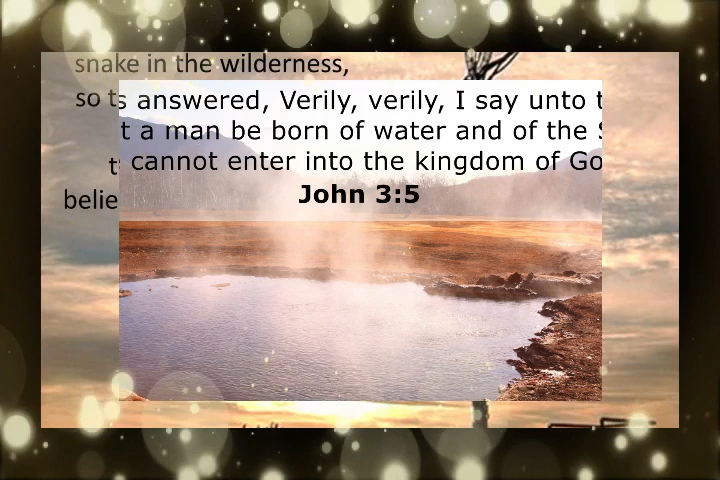 snake in the wilderness,
so t
t
belie
s answered, Verily, verily, I say unto t
t a man be born of water and of the S
cannot enter into the kingdom of Go
John 3:5